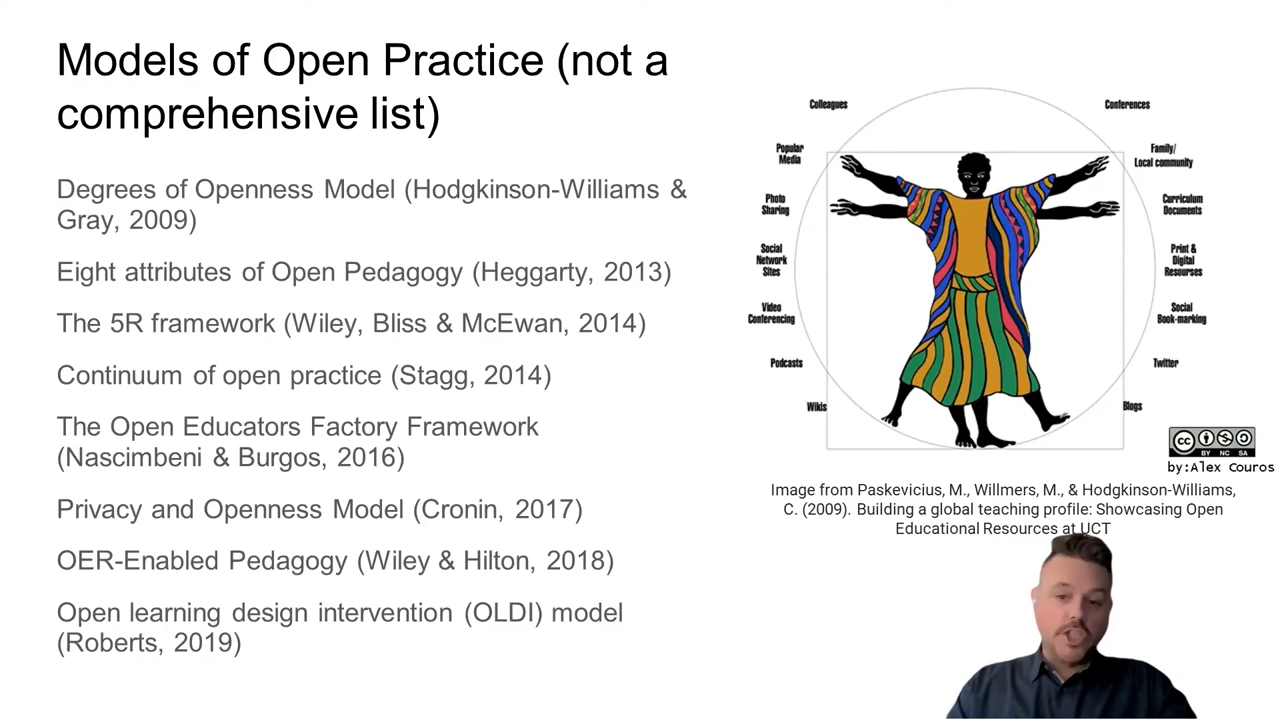 Models of Open Practice (not a
comprehensive list)
Degrees of Openness Model (Hodgkinson-Williams &
Gray, 2009)
Eight attributes of Open Pedagogy (Heggarty, 2013)
The 5R framework (Wiley, Bliss & McEwan, 2014)
Continuum of open practice (Stagg, 2014)
The Open Educators Factory Framework
(Nascimbeni & Burgos, 2016)
Privacy and Openness Model (Cronin, 2017)
OER-Enabled Pedagogy (Wiley & Hilton, 2018)
Open learning design intervention (OLDI) model
(Roberts, 2019)
Colleagues
Popular
Media
Photo
Sharing
Social
Network
Sites
Video
Conferencing
Podcasts
Wikis
Conferences
Family/
Local community
Curriculum
Documents
Print &
Digital
Resourses
Social
Book-marking
Twitter
Blogs
cc
BY NC SA
by:Alex Couros
Image from Paskevicius, M., Willmers, M., & Hodgkinson-Williams,
C. (2009). Building a global teaching profile: Showcasing Open
Educational Resources at UCT